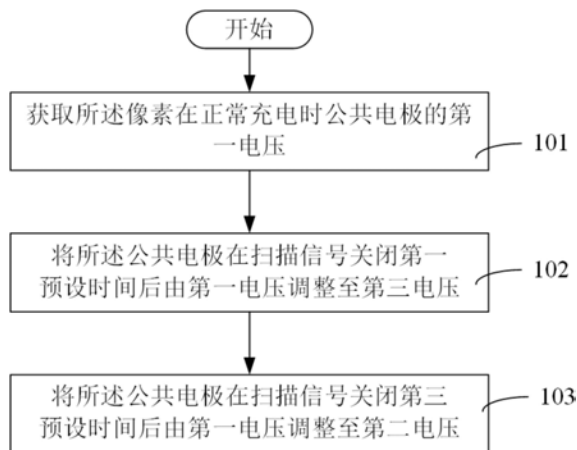 开始
获取所述像素在正常充电时公共电极的第
一电压
101
将所述公共电极在扫描信号关闭第一
预设时间后由第一电压调整至第三电压
102
将所述公共电极在扫描信号关闭第三
预设时间后由第一电压调整至第二电压
103